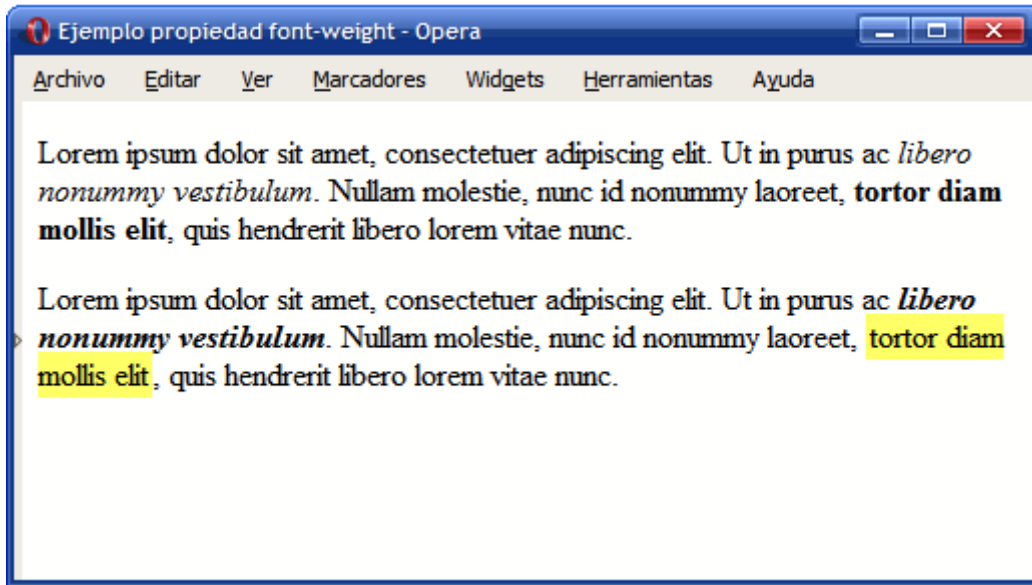 Ejemplo propiedad font-weight - Opera
Archivo Editar Ver Marcadores Widgets Herramientas Ayuda
Lorem ipsum dolor sit amet, consectetuer adipiscing elit. Ut in purus ac libero
nonummy vestibulum. Nullam molestie, nunc id nonummy laoreet, tortor diam
mollis elit, quis hendrerit libero lorem vitae nunc.
Lorem ipsum dolor sit amet, consectetuer adipiscing elit. Ut in purus ac libero
nonummy vestibulum. Nullam molestie, nunc id nonummy laoreet, tortor diam
mollis elit, quis hendrerit libero lorem vitae nunc.